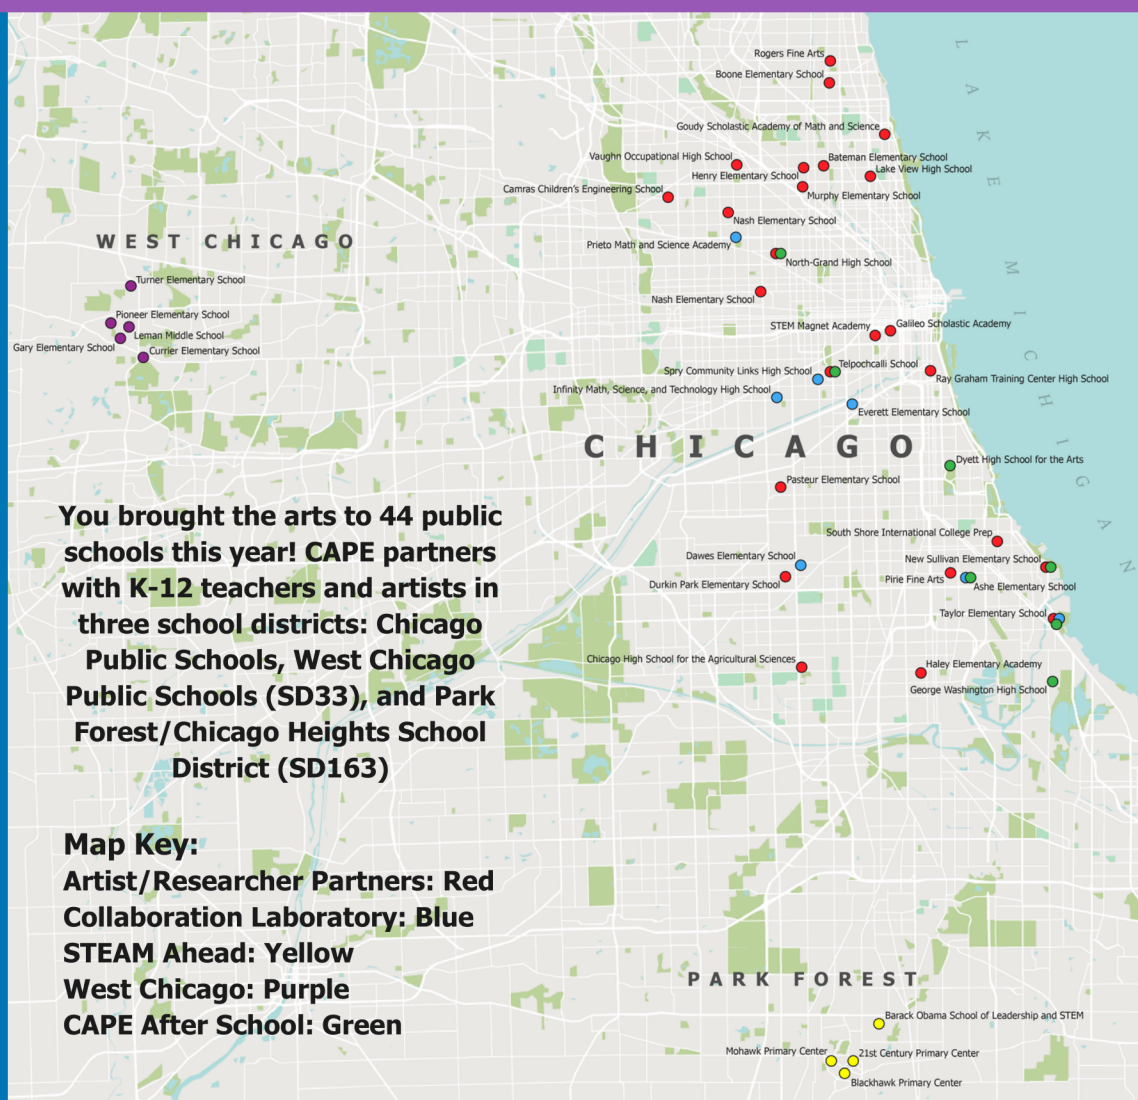 Rogers Fine Arts
Boone Elementary School
Goudy Scholastic Academy of Math and Science
Vaughn Occupational High School
Bateman Elementary School
Henry Elementary School
Lake View High School
Camras Children's Engineering School
Murphy Elementary School
Nash Elementary School
Prieto Math and Science Academy
North-Grand High School
Nash Elementary School
STEM Magnet Academy
Galileo Scholastic Academy
Telpochcalli School
Spry Community Links High School
Ray Graham Training Center High School
Infinity Math, Science, and Technology High School
Everett Elementary School
LAKE MICHIGAN
WEST CHICAGO
Turner Elementary School
Pioneer Elementary School
Leman Middle School
Gary Elementary School
Currier Elementary School
CHICAGO
Dyett High School for the Arts
Pasteur Elementary School
South Shore International College Prep
Dawes Elementary School
New Sullivan Elementary School
Durkin Park Elementary School
Pirie Fine Arts
Ashe Elementary School
Taylor Elementary School
Chicago High School for the Agricultural Sciences
Haley Elementary Academy
George Washington High School
You brought the arts to 44 public
schools this year! CAPE partners
with K-12 teachers and artists in
three school districts: Chicago
Public Schools, West Chicago
Public Schools (SD33), and Park
Forest/Chicago Heights School
District (SD163)
Map Key:
Artist/Researcher Partners: Red
Collaboration Laboratory: Blue
STEAM Ahead: Yellow
West Chicago: Purple
CAPE After School: Green
PARK FOREST
Barack Obama School of Leadership and STEM
Mohawk Primary Center
21st Century Primary Center
Blackhawk Primary Center